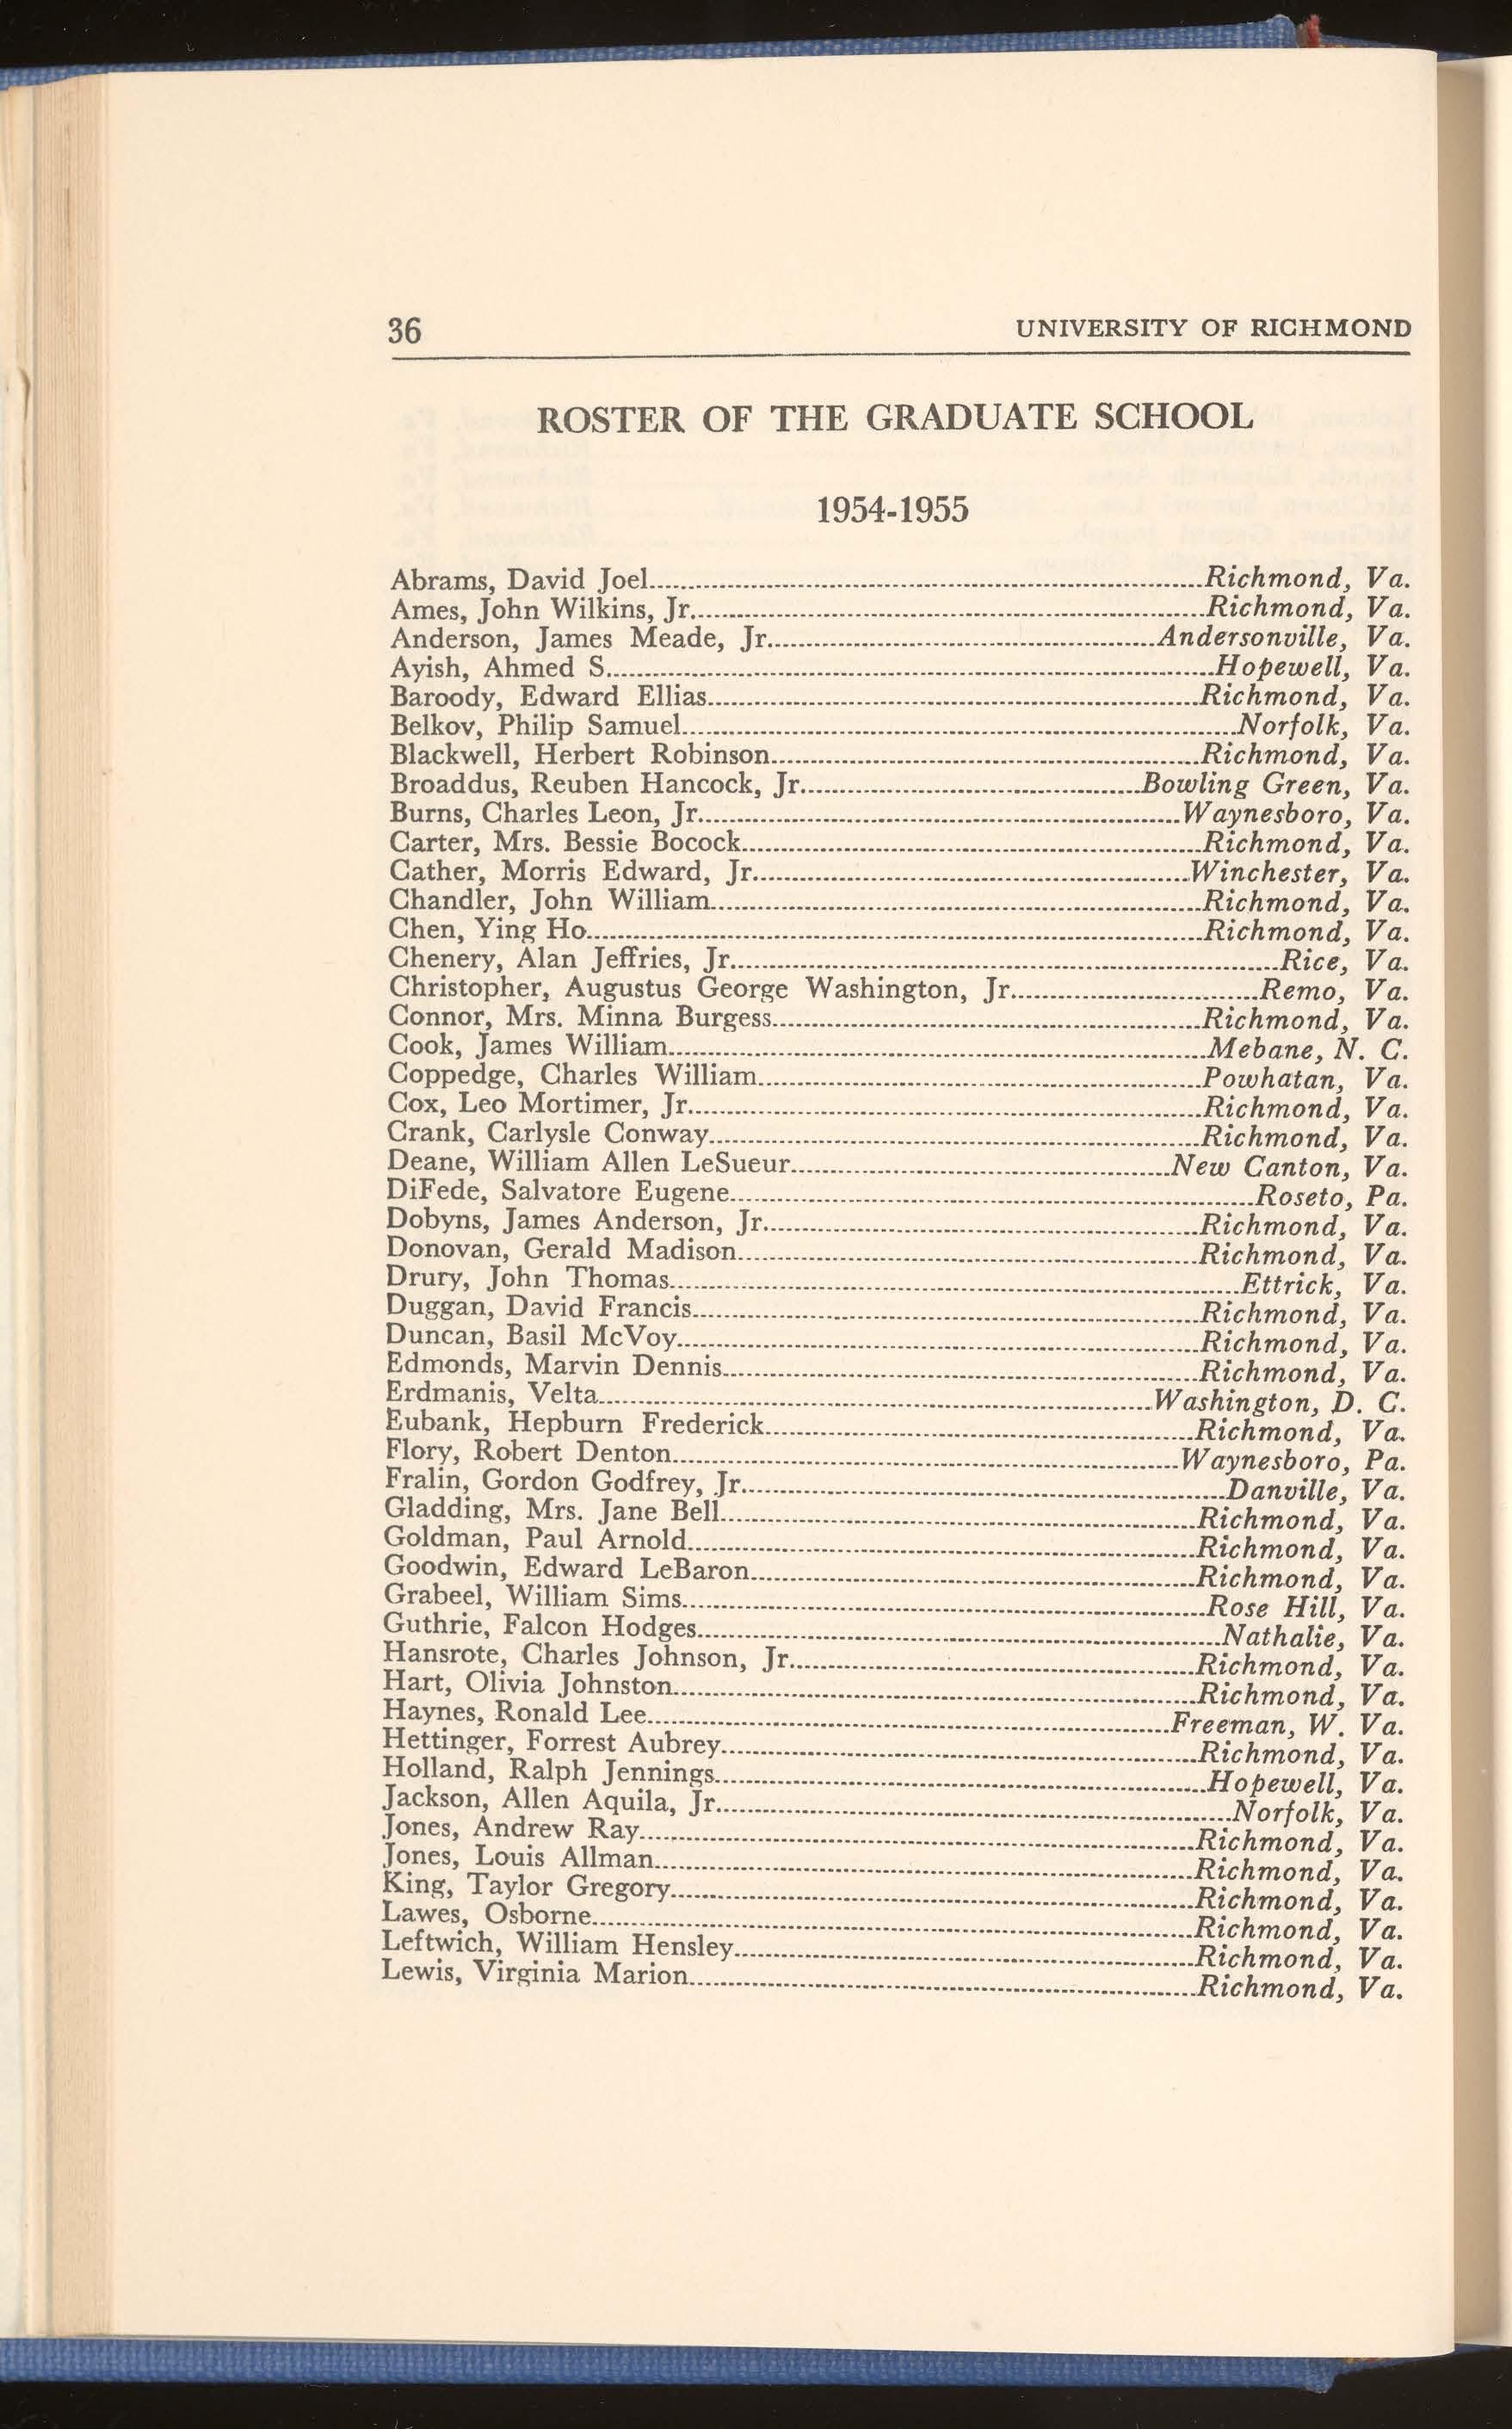 36 UNIVERSITY OF RICHMOND
ROSTER OF THE GRADUATE SCHOOL
1954-1955
Abrams, David Joel Richmond, Va.
Ames, John Wilkins, Jr. Richmond, Va.
Anderson, James Meade, Jr. Andersonville, Va.
Ayish, Ahmed S. Hopewell, Va.
Baroody, Edward Ellias Richmond, Va.
Belkov, Philip Samuel Norfolk, Va.
Blackwell, Herbert Robinson Richmond, Va.
Broaddus, Reuben Hancock, Jr. Bowling Green, Va.
Burns, Charles Leon, Jr. Waynesboro, Va.
Carter, Mrs. Bessie Bocock Richmond, Va.
Cather, Morris Edward, Jr. Winchester, Va.
Chandler, John William Richmond, Va.
Chen, Ying Ho Richmond, Va.
Chenery, Alan Jeffries, Jr. Rice, Va.
Christopher, Augustus George Washington, Jr. Remo, Va.
Connor, Mrs. Minna Burgess Richmond, Va.
Cook, James William Mebane, N. C.
Coppedge, Charles William Powhatan, Va.
Cox, Leo Mortimer, Jr. Richmond, Va.
Crank, Carlysle Conway Richmond, Va.
Deane, William Allen LeSueur New Canton, Va.
DiFede, Salvatore Eugene Roseto, Pa.
Dobyns, James Anderson, Jr. Richmond, Va.
Donovan, Gerald Madison Richmond, Va.
Drury, John Thomas Ettrick, Va.
Duggan, David Francis Richmond, Va.
Duncan, Basil McVoy Richmond, Va.
Edmonds, Marvin Dennis Richmond, Va.
Erdmanis, Velta Washington, D. C.
Eubank, Hepburn Frederick Richmond, Va.
Flory, Robert Denton Waynesboro, Pa.
Fralin, Gordon Godfrey, Jr. Danville, Va.
Gladding, Mrs. Jane Bell Richmond, Va.
Goldman, Paul Arnold Richmond, Va.
Goodwin, Edward LeBaron Richmond, Va.
Grabeel, William Sims Rose Hill, Va.
Guthrie, Falcon Hodges Nathalie, Va.
Hansrote, Charles Johnson, Jr. Richmond, Va.
Hart, Olivia Johnston Richmond, Va.
Haynes, Ronald Lee Freeman, W. Va.
Hettinger, Forrest Aubrey Richmond, Va.
Holland, Ralph Jennings Hopewell, Va.
Jackson, Allen Aquila, Jr. Norfolk, Va.
Jones, Andrew Ray Richmond, Va.
Jones, Louis Allman Richmond, Va.
King, Taylor Gregory Richmond, Va.
Lawes, Osborne Richmond, Va.
Leftwich, William Hensley Richmond, Va.
Lewis, Virginia Marion Richmond, Va.